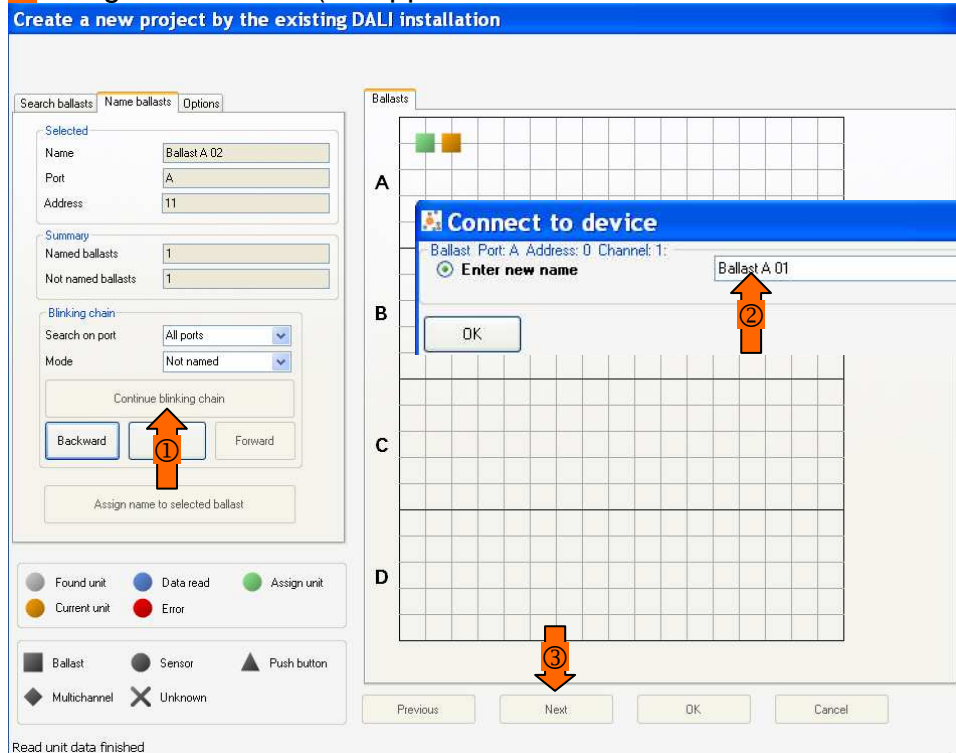 Create a new project by the existing DALI installation
Search ballasts Name ballasts Options
Selected
Name Ballast A 02
Port A
Address 11
Summary
Named ballasts 1
Not named ballasts 1
Blinking chain
Search on port All ports
Mode Not named
Continue blinking chain
Backward ① Forward
Assign name to selected ballast
Found unit Data read Assign unit
Current unit Error
Ballast Sensor Push button
Multichannel Unknown
Read unit data finished
Ballasts
A
Connect to device
Ballast Port: A Address: 0 Channel: 1:
Enter new name Ballast A 01
②
OK
B
C
D
③
Previous Next OK Cancel